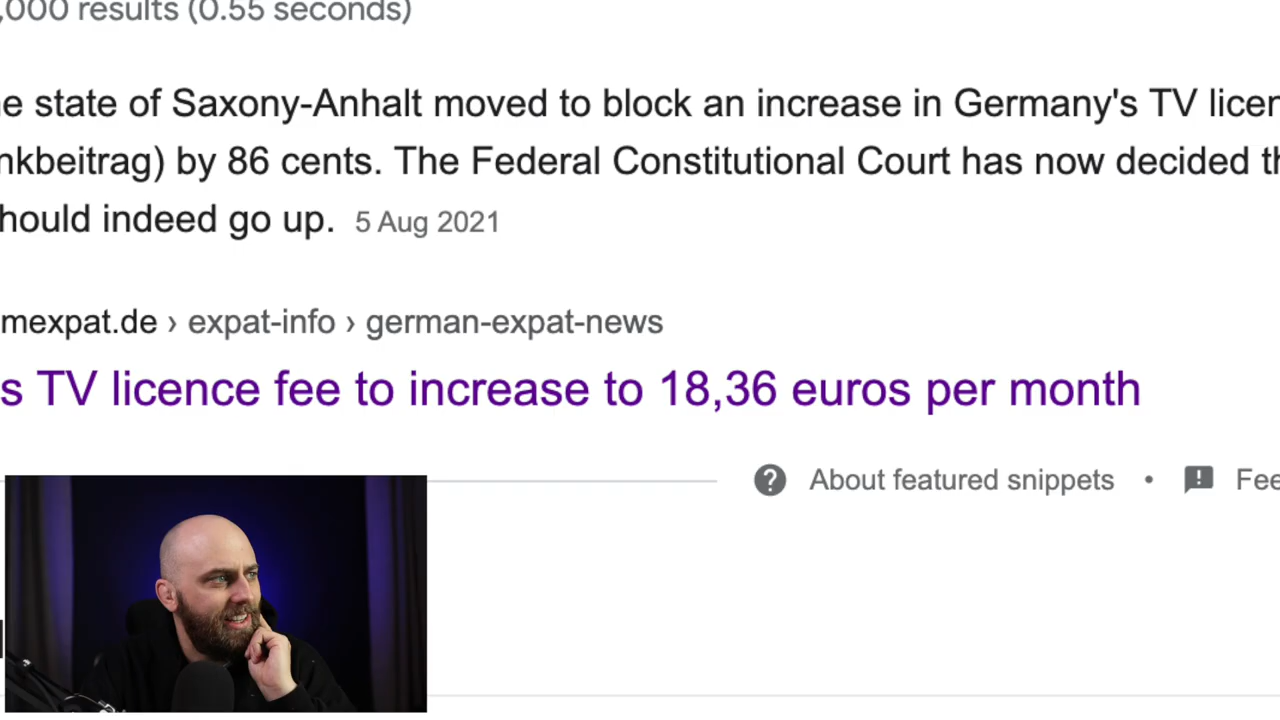 ,000 results (0.55 seconds)
e state of Saxony-Anhalt moved to block an increase in Germany's TV licen
nkbeitrag) by 86 cents. The Federal Constitutional Court has now decided th
hould indeed go up. 5 Aug 2021
mexpat.de › expat-info › german-expat-news
s TV licence fee to increase to 18,36 euros per month
About featured snippets • Fee